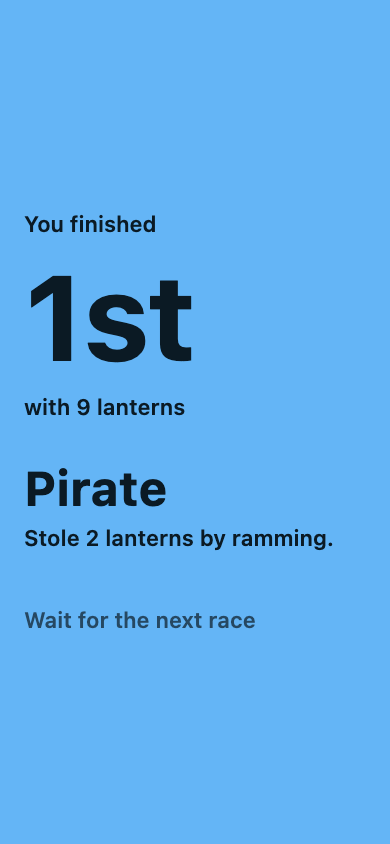 You finished
1st
with 9 lanterns
Pirate
Stole 2 lanterns by ramming.
Wait for the next race